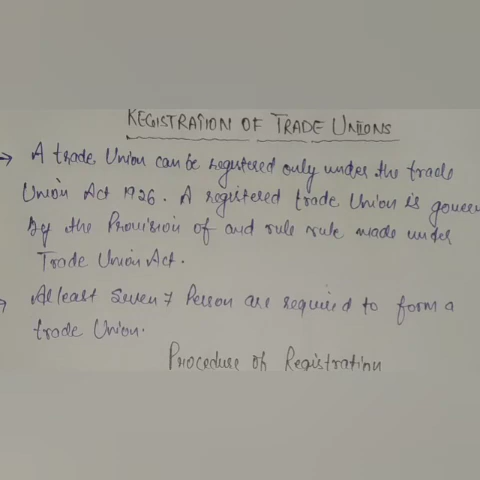 REGISTRATION OF TRADE UNIONS
→ A trade Union can be registered only under the trade
Union Act 1926. A registered trade Union is gover
by the Provision of and rule rule made under
Trade Union Act.
→ At least Seven 7 Person are required to form a
trade Union.
Procedure of Registration